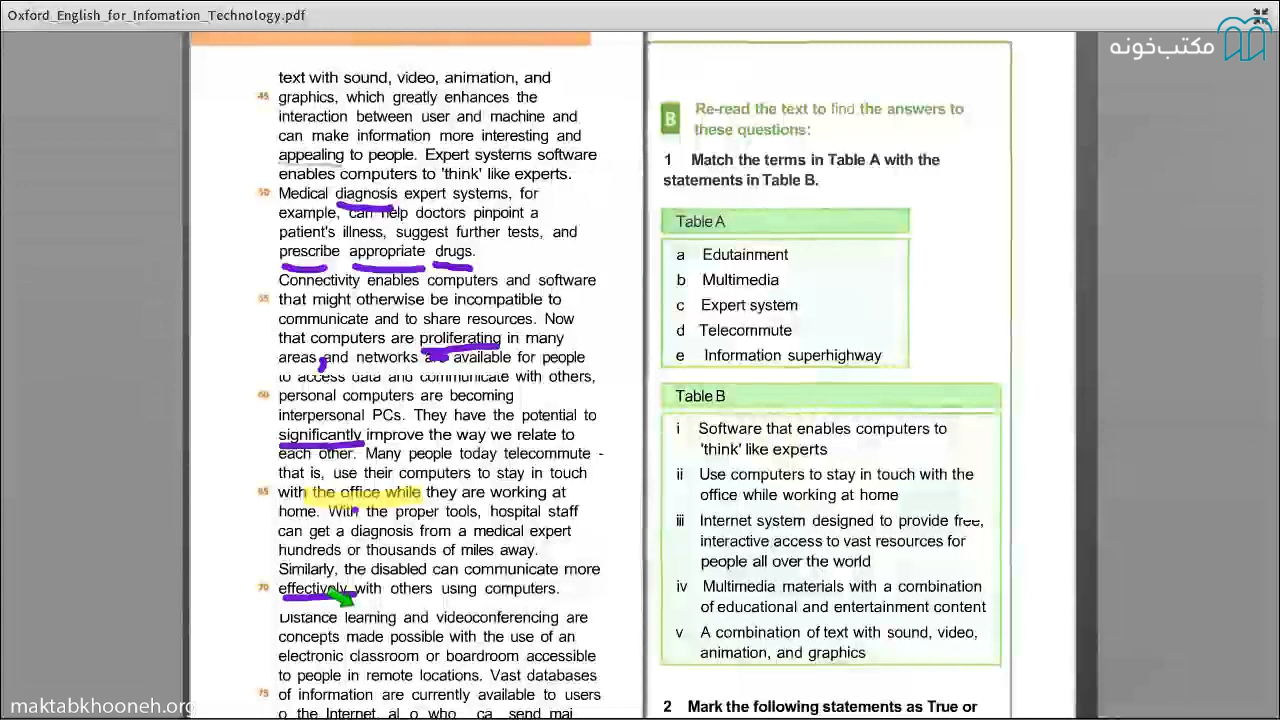 Oxford_English_for_Infomation_Technology.pdf
مکتب‌خونه
text with sound, video, animation, and
45 graphics, which greatly enhances the
interaction between user and machine and
can make information more interesting and
appealing to people. Expert systems software
enables computers to 'think' like experts.
50 Medical diagnosis expert systems, for
example, can help doctors pinpoint a
patient's illness, suggest further tests, and
prescribe appropriate drugs.
Connectivity enables computers and software
55 that might otherwise be incompatible to
communicate and to share resources. Now
that computers are proliferating in many
areas and networks are available for people
to access data and communicate with others,
60 personal computers are becoming
interpersonal PCs. They have the potential to
significantly improve the way we relate to
each other. Many people today telecommute -
that is, use their computers to stay in touch
65 with the office while they are working at
home. With the proper tools, hospital staff
can get a diagnosis from a medical expert
hundreds or thousands of miles away.
Similarly, the disabled can communicate more
70 effectively with others using computers.
Distance learning and videoconferencing are
concepts made possible with the use of an
electronic classroom or boardroom accessible
to people in remote locations. Vast databases
75 of information are currently available to users
the Internet, who send
B Re-read the text to find the answers to
these questions:
1 Match the terms in Table A with the
statements in Table B.
Table A
a Edutainment
b Multimedia
c Expert system
d Telecommute
e Information superhighway
Table B
i Software that enables computers to
'think' like experts
ii Use computers to stay in touch with the
office while working at home
iii Internet system designed to provide free,
interactive access to vast resources for
people all over the world
iv Multimedia materials with a combination
of educational and entertainment content
v A combination of text with sound, video,
animation, and graphics
2 Mark the following statements as True or
maktabkhooneh.org